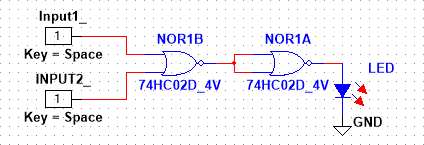 Input1_
1
Key = Space
INPUT2_
1
Key = Space
NOR1B
74HC02D_4V
NOR1A
74HC02D_4V
LED
GND